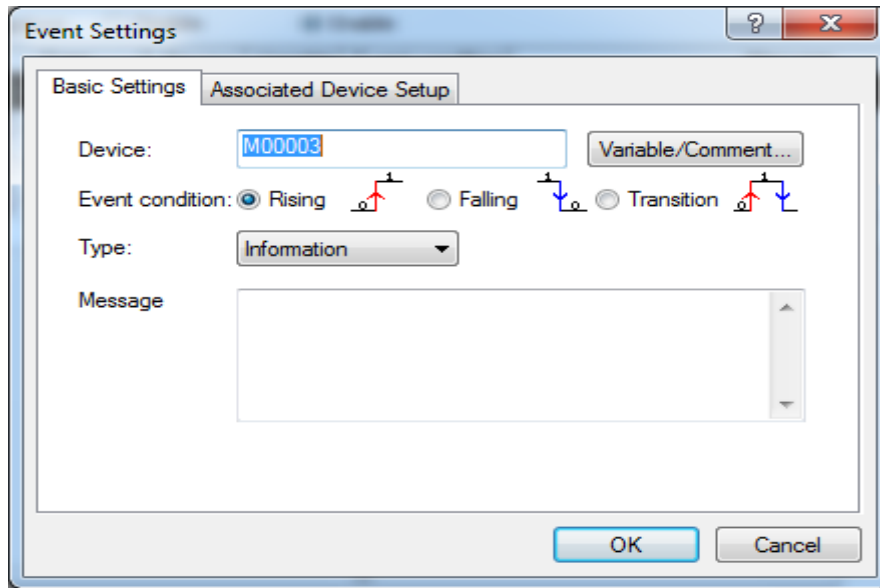 Event Settings
Basic Settings
Associated Device Setup
Device:
M00003
Variable/Comment...
Event condition:
Rising
0 1
Falling
1 0
Transition
0 1
Type:
Information
Message
OK
Cancel